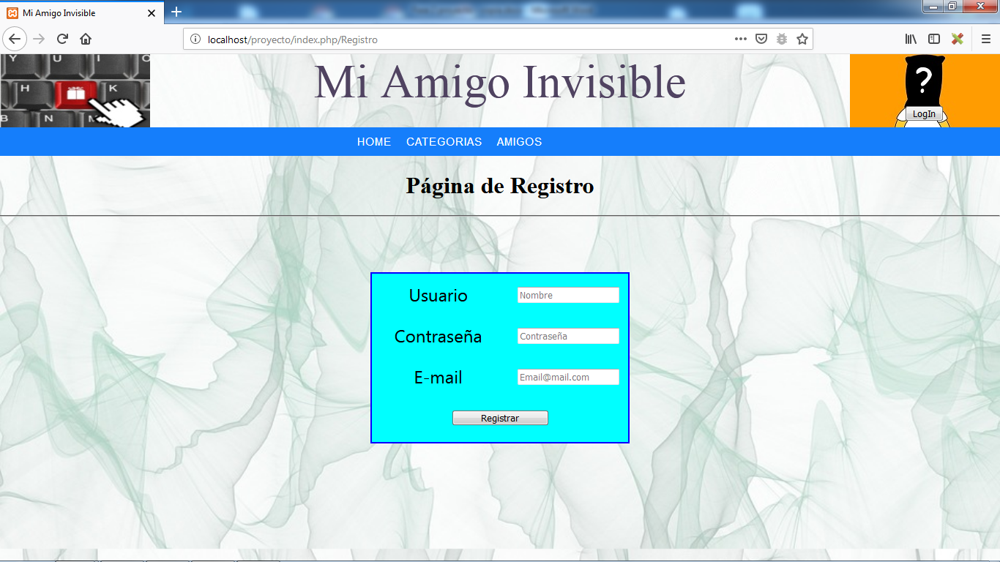 Mi Amigo Invisible
localhost/proyecto/index.php/Registro
Y U I O
H K
B N M
Mi Amigo Invisible
?
LogIn
HOME CATEGORIAS AMIGOS
Página de Registro
Usuario Nombre
Contraseña Contraseña
E-mail Email@mail.com
Registrar